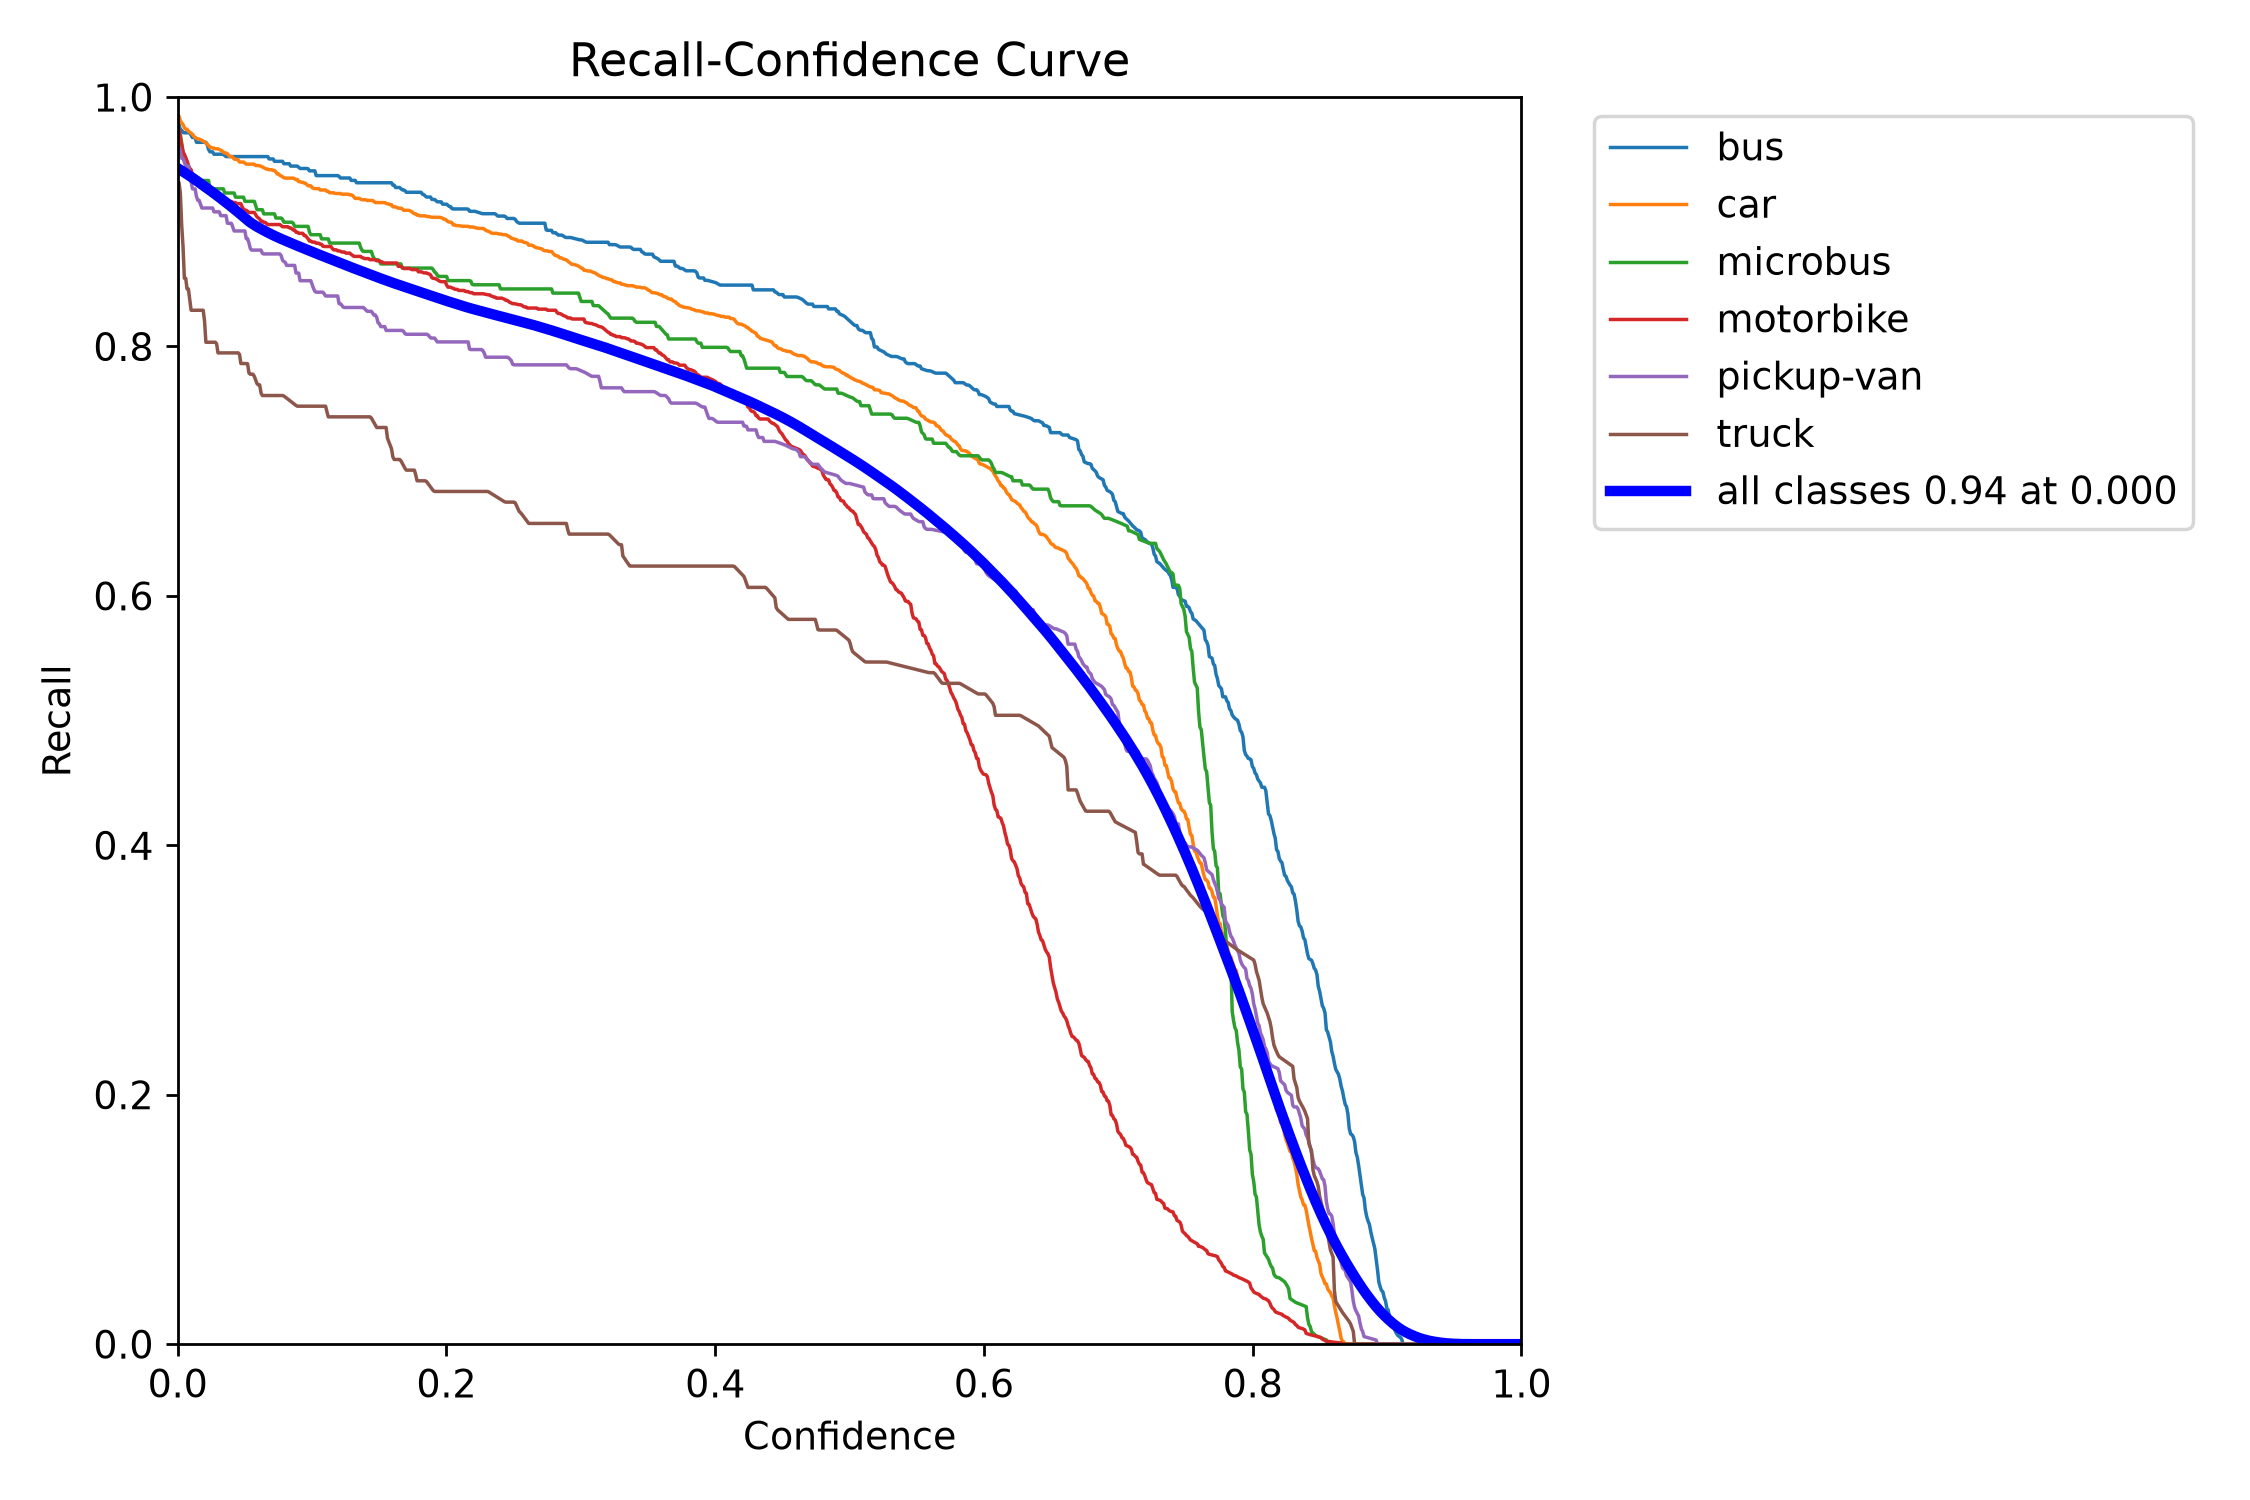 Recall-Confidence Curve
1.0
0.8
0.6
0.4
0.2
0.0
Recall
0.0 0.2 0.4 0.6 0.8 1.0
Confidence
bus
car
microbus
motorbike
pickup-van
truck
all classes 0.94 at 0.000